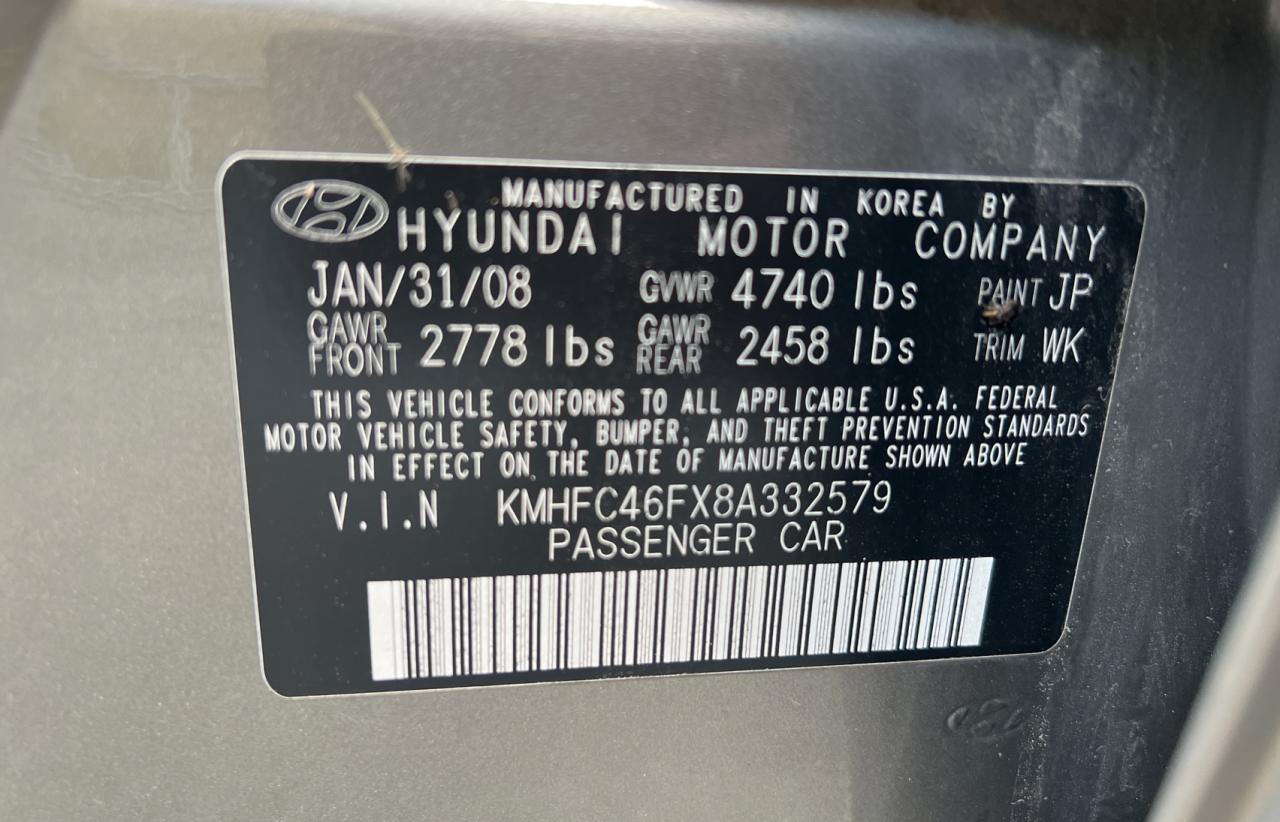 MANUFACTURED IN KOREA BY
HYUNDAI MOTOR COMPANY
JAN/31/08 GVWR 4740 lbs PAINT JP
GAWR FRONT 2778 lbs GAWR REAR 2458 lbs TRIM WK
THIS VEHICLE CONFORMS TO ALL APPLICABLE U.S.A. FEDERAL
MOTOR VEHICLE SAFETY, BUMPER, AND THEFT PREVENTION STANDARDS
IN EFFECT ON THE DATE OF MANUFACTURE SHOWN ABOVE
V.I.N KMHFC46FX8A332579
PASSENGER CAR